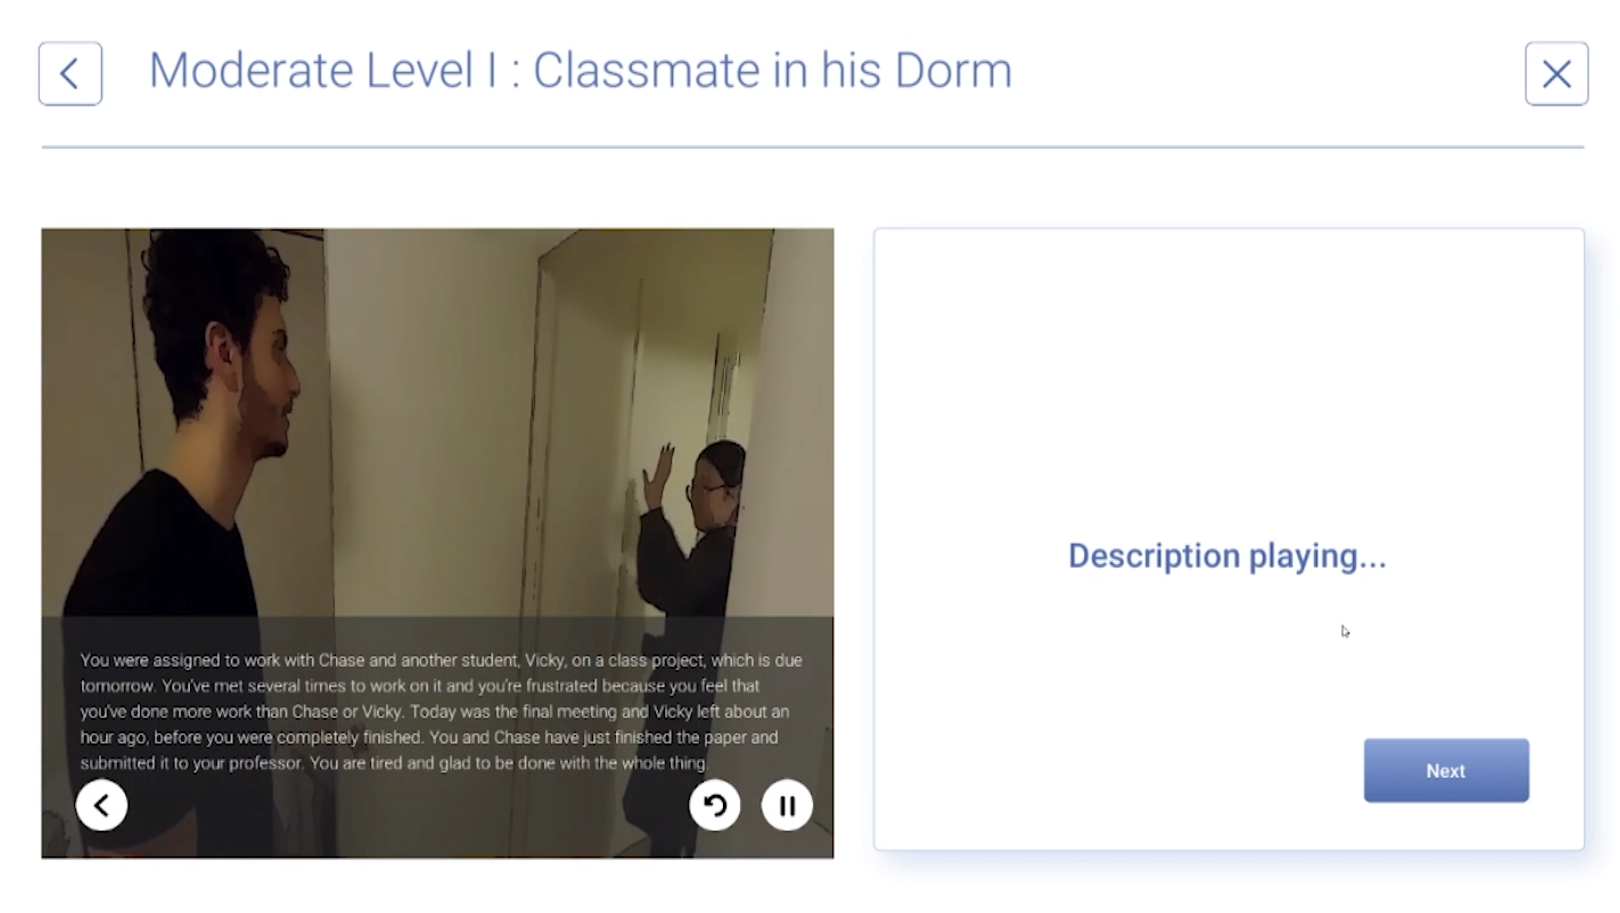 Moderate Level I : Classmate in his Dorm
You were assigned to work with Chase and another student, Vicky, on a class project, which is due
tomorrow. You've met several times to work on it and you're frustrated because you feel that
you've done more work than Chase or Vicky. Today was the final meeting and Vicky left about an
hour ago, before you were completely finished. You and Chase have just finished the paper and
submitted it to your professor. You are tired and glad to be done with the whole thing.
Description playing...
Next